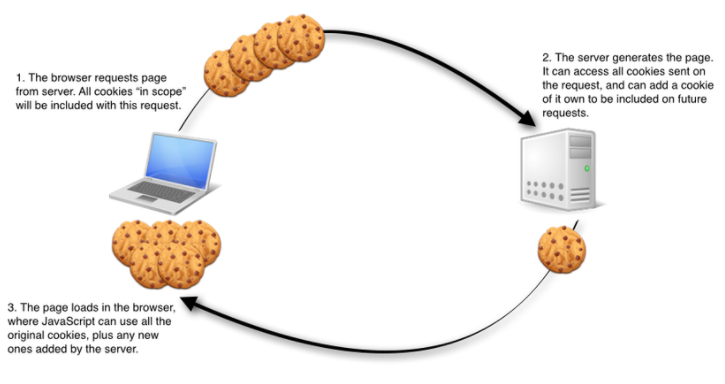 1. The browser requests page
from server. All cookies “in scope”
will be included with this request.
2. The server generates the page.
It can access all cookies sent on
the request, and can add a cookie
of it own to be included on future
requests.
3. The page loads in the browser,
where JavaScript can use all the
original cookies, plus any new
ones added by the server.